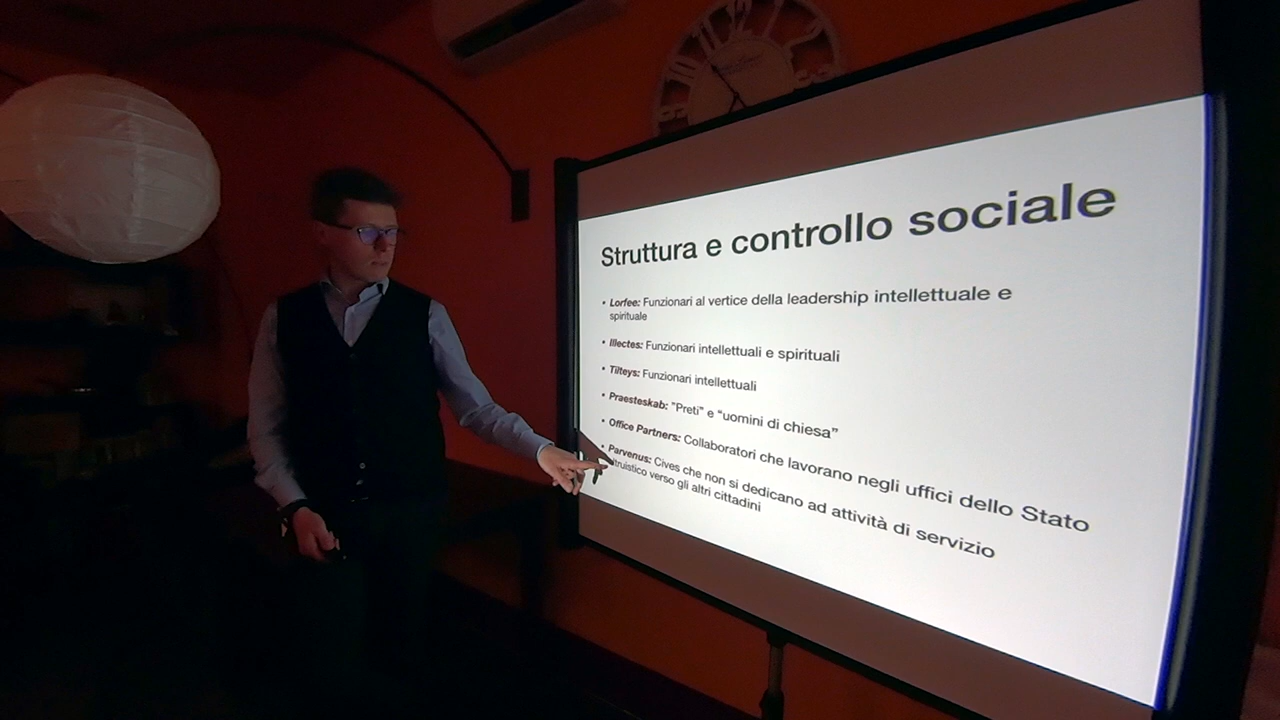 Struttura e controllo sociale
• Lorfee: Funzionari al vertice della leadership intellettuale e
spirituale
• Illectes: Funzionari intellettuali e spirituali
• Tilteys: Funzionari intellettuali
• Praesteskab: "Preti" e “uomini di chiesa”
• Office Partners: Collaboratori che lavorano negli uffici dello Stato
• Parvenus: Cives che non si dedicano ad attività di servizio
altruistico verso gli altri cittadini